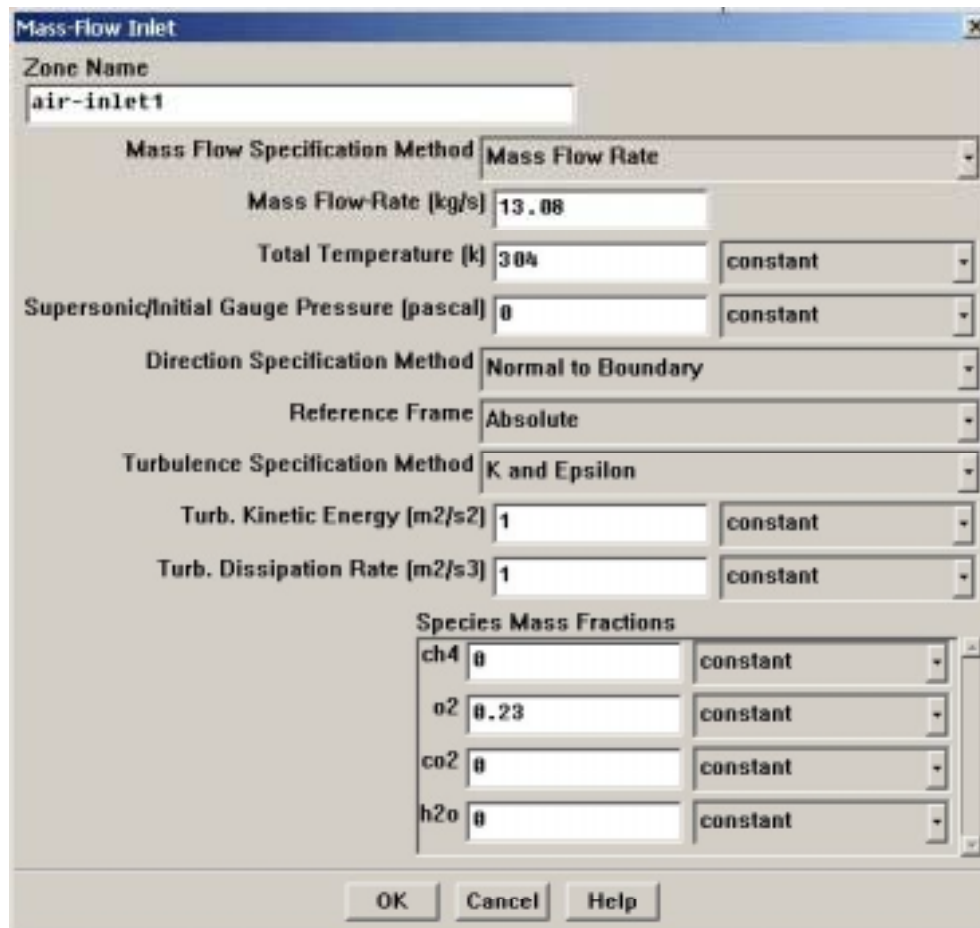 Mass-Flow Inlet
Zone Name
air-inlet1
Mass Flow Specification Method Mass Flow Rate
Mass Flow-Rate (kg/s) 13.08
Total Temperature (k) 304 constant
Supersonic/Initial Gauge Pressure (pascal) 0 constant
Direction Specification Method Normal to Boundary
Reference Frame Absolute
Turbulence Specification Method K and Epsilon
Turb. Kinetic Energy (m2/s2) 1 constant
Turb. Dissipation Rate (m2/s3) 1 constant
Species Mass Fractions
ch4 0 constant
o2 0.23 constant
co2 0 constant
h2o 0 constant
OK Cancel Help